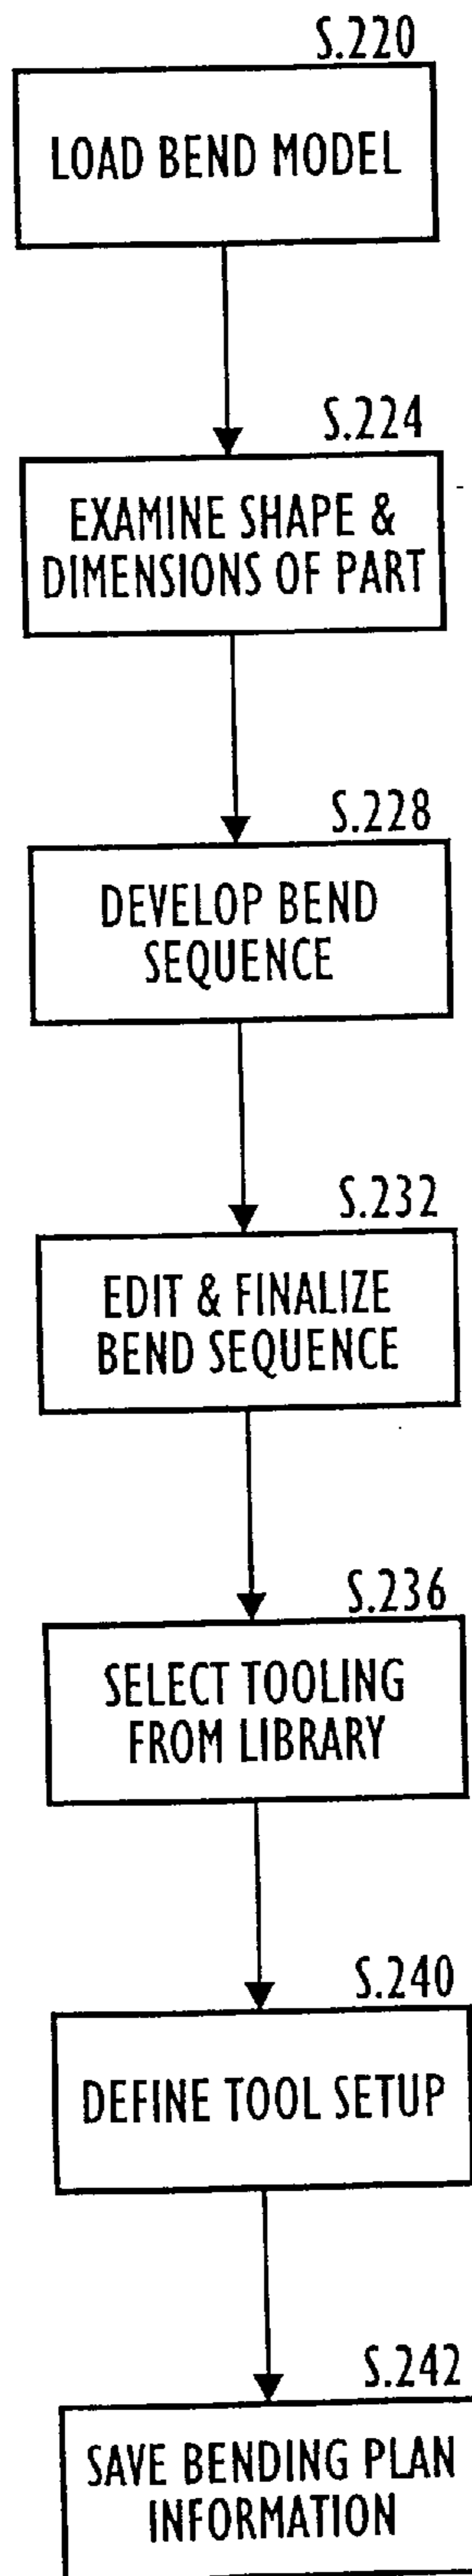 S.220
LOAD BEND MODEL
S.224
EXAMINE SHAPE &
DIMENSIONS OF PART
S.228
DEVELOP BEND
SEQUENCE
S.232
EDIT & FINALIZE
BEND SEQUENCE
S.236
SELECT TOOLING
FROM LIBRARY
S.240
DEFINE TOOL SETUP
S.242
SAVE BENDING PLAN
INFORMATION